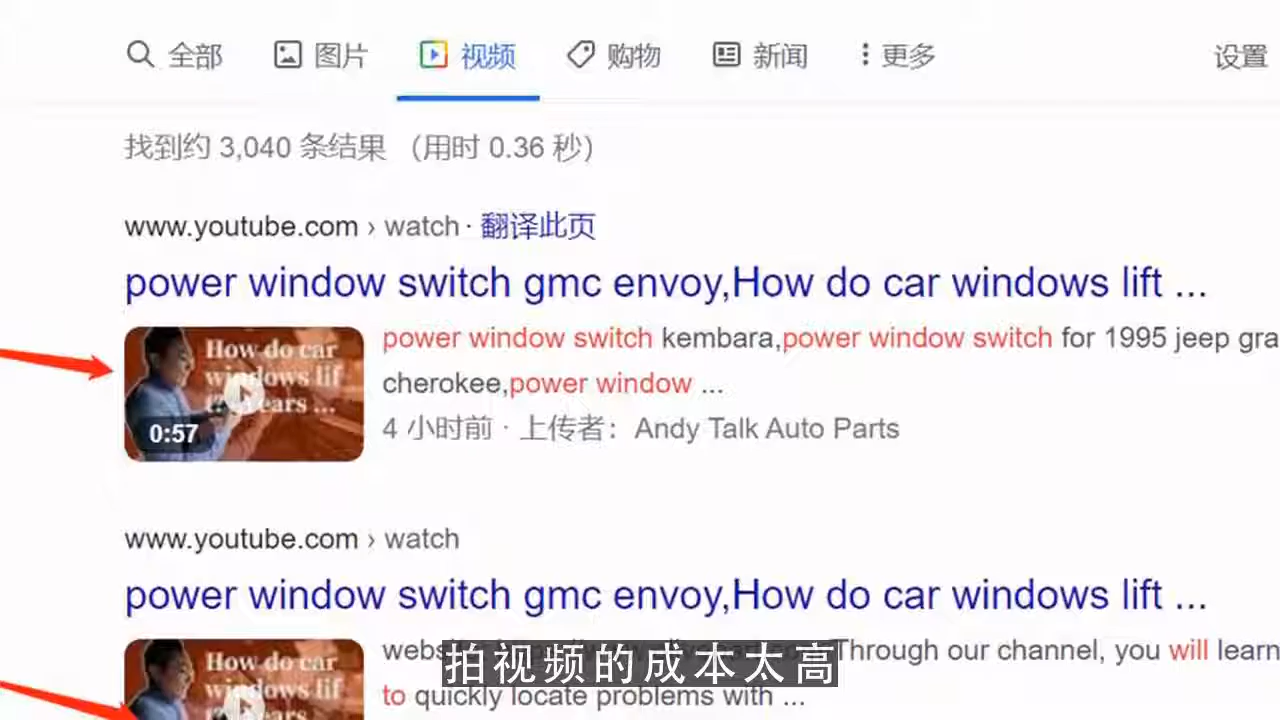 全部 图片 视频 购物 新闻 更多 设置
找到约 3,040 条结果 （用时 0.36 秒）
www.youtube.com › watch · 翻译此页
power window switch gmc envoy,How do car windows lift ...
power window switch kembara,power window switch for 1995 jeep gra
How do car
windows lif
cherokee,power window ...
0:57
4 小时前 · 上传者： Andy Talk Auto Parts
www.youtube.com › watch
power window switch gmc envoy,How do car windows lift ...
Through our channel, you will learn
拍视频的成本太高
How do car
windows lif
to quickly locate problems with ...